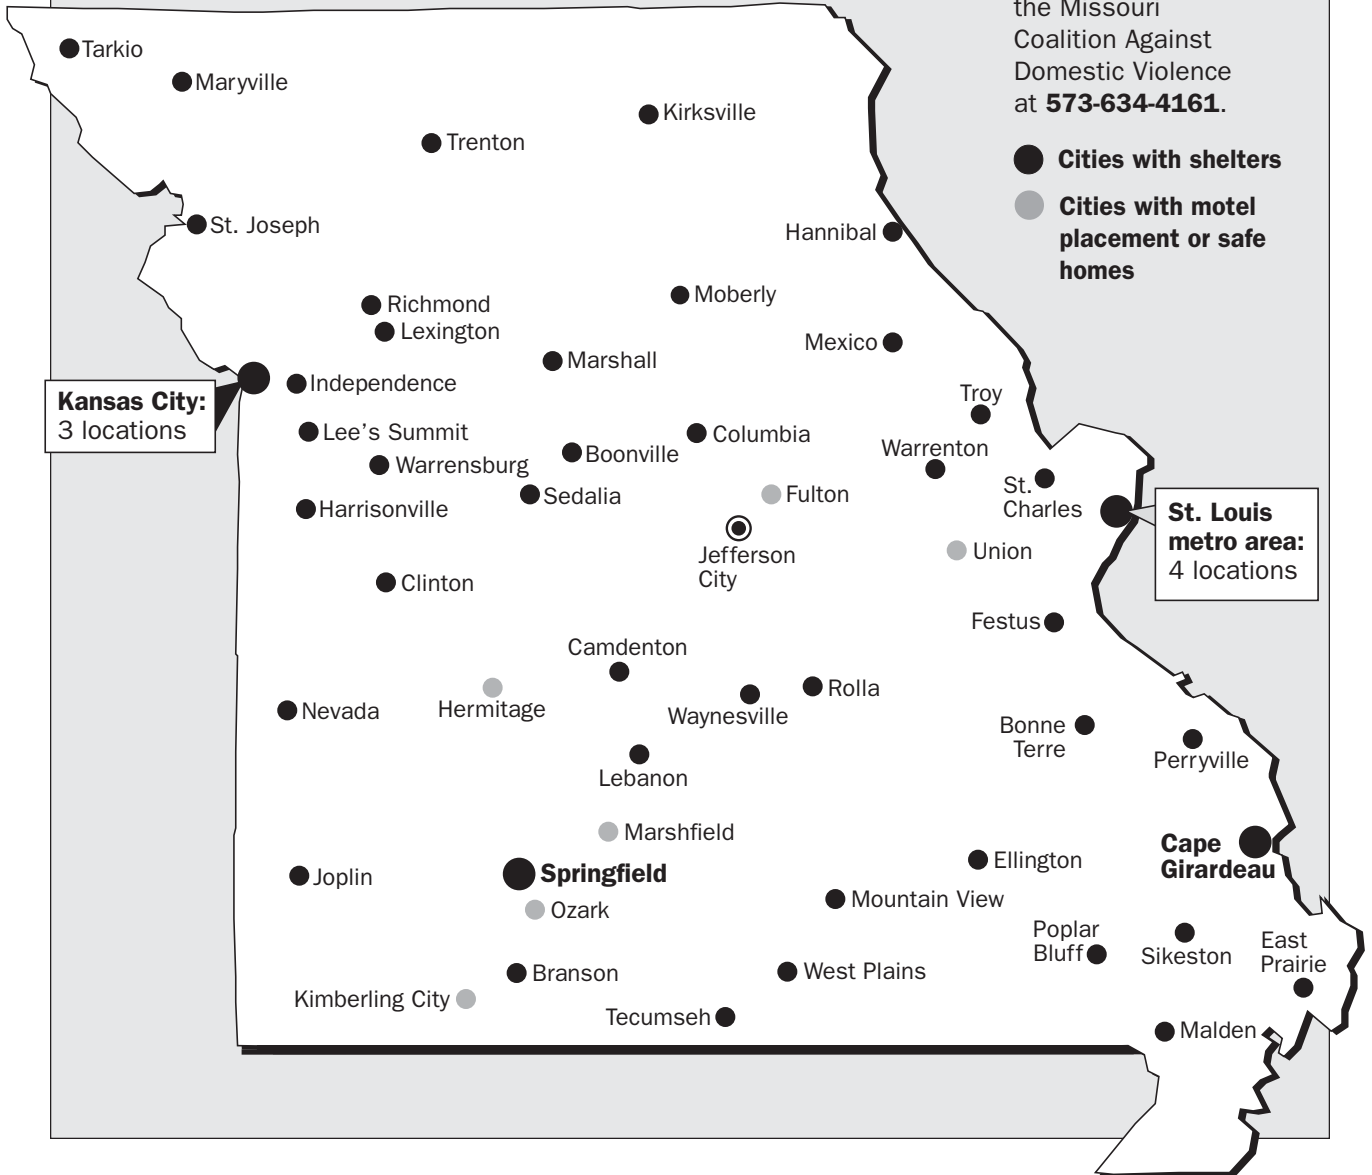 the Missouri
Coalition Against
Domestic Violence
at 573-634-4161.
Cities with shelters
Cities with motel
placement or safe
homes
Tarkio
Maryville
Kirksville
Trenton
St. Joseph
Hannibal
Richmond
Moberly
Lexington
Mexico
Marshall
Independence
Kansas City:
3 locations
Troy
Lee's Summit
Columbia
Warrenton
Boonville
Warrensburg
St.
Charles
Sedalia
Fulton
Harrisonville
St. Louis
metro area:
4 locations
Jefferson
City
Union
Clinton
Festus
Camdenton
Rolla
Hermitage
Nevada
Waynesville
Bonne
Terre
Perryville
Lebanon
Marshfield
Cape
Girardeau
Ellington
Springfield
Joplin
Mountain View
Ozark
Poplar
Bluff
Sikeston
East
Prairie
West Plains
Branson
Kimberling City
Tecumseh
Malden